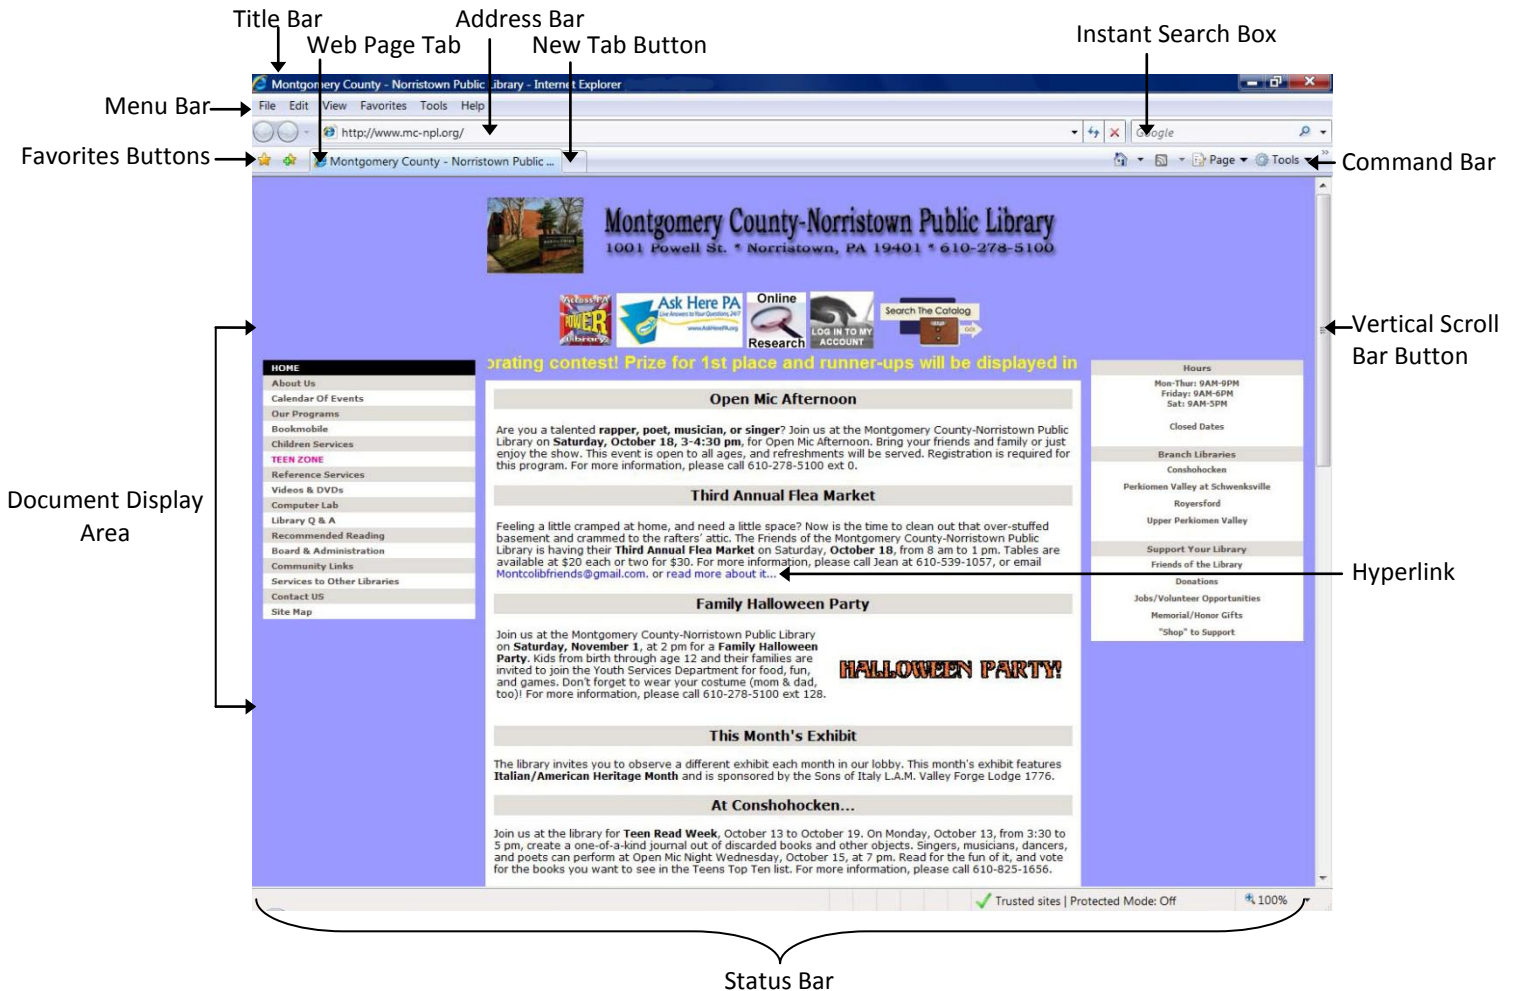 Title Bar
Address Bar
Web Page Tab
New Tab Button
Instant Search Box
Montgomery County - Norristown Public Library - Internet Explorer
Menu Bar
File Edit View Favorites Tools Help
http://www.mc-npl.org/
Google
Favorites Buttons
Montgomery County - Norristown Public ...
Page
Tools
Command Bar
Montgomery County-Norristown Public Library
1001 Powell St. * Norristown, PA 19401 * 610-278-5100
Access PA
POWER
Library
Ask Here PA
Live Answers to Your Questions, 24/7
www.AskHerePA.org
Online
Research
LOG IN TO MY
ACCOUNT
Search The Catalog
GO!
Vertical Scroll
Bar Button
orating contest! Prize for 1st place and runner-ups will be displayed in
HOME
About Us
Calendar Of Events
Our Programs
Bookmobile
Children Services
TEEN ZONE
Reference Services
Videos & DVDs
Computer Lab
Library Q & A
Recommended Reading
Board & Administration
Community Links
Services to Other Libraries
Contact US
Site Map
Document Display
Area
Open Mic Afternoon
Are you a talented rapper, poet, musician, or singer? Join us at the Montgomery County-Norristown Public
Library on Saturday, October 18, 3-4:30 pm, for Open Mic Afternoon. Bring your friends and family or just
enjoy the show. This event is open to all ages, and refreshments will be served. Registration is required for
this program. For more information, please call 610-278-5100 ext 0.
Third Annual Flea Market
Feeling a little cramped at home, and need a little space? Now is the time to clean out that over-stuffed
basement and crammed to the rafters' attic. The Friends of the Montgomery County-Norristown Public
Library is having their Third Annual Flea Market on Saturday, October 18, from 8 am to 1 pm. Tables are
available at $20 each or two for $30. For more information, please call Jean at 610-539-1057, or email
Montcolibfriends@gmail.com. or read more about it...
Hyperlink
Family Halloween Party
Join us at the Montgomery County-Norristown Public Library
on Saturday, November 1, at 2 pm for a Family Halloween
Party. Kids from birth through age 12 and their families are
invited to join the Youth Services Department for food, fun,
and games. Don't forget to wear your costume (mom & dad,
too)! For more information, please call 610-278-5100 ext 128.
HALLOWEEN PARTY!
This Month's Exhibit
The library invites you to observe a different exhibit each month in our lobby. This month's exhibit features
Italian/American Heritage Month and is sponsored by the Sons of Italy L.A.M. Valley Forge Lodge 1776.
At Conshohocken...
Join us at the library for Teen Read Week, October 13 to October 19. On Monday, October 13, from 3:30 to
5 pm, create a one-of-a-kind journal out of discarded books and other objects. Singers, musicians, dancers,
and poets can perform at Open Mic Night Wednesday, October 15, at 7 pm. Read for the fun of it, and vote
for the books you want to see in the Teens Top Ten list. For more information, please call 610-825-1656.
Hours
Mon-Thur: 9AM-9PM
Friday: 9AM-6PM
Sat: 9AM-5PM
Closed Dates
Branch Libraries
Conshohocken
Perkiomen Valley at Schwenksville
Royersford
Upper Perkiomen Valley
Support Your Library
Friends of the Library
Donations
Jobs/Volunteer Opportunities
Memorial/Honor Gifts
"Shop" to Support
Trusted sites | Protected Mode: Off
100%
Status Bar